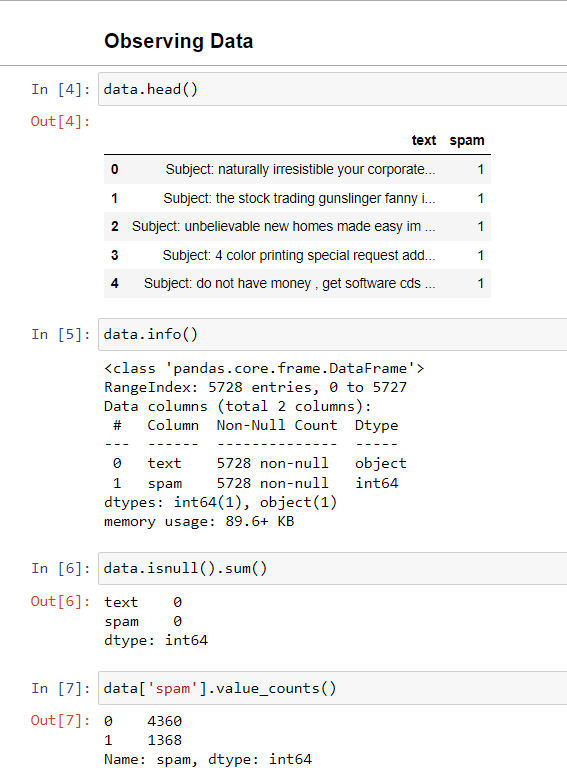 Observing Data
In [4]: data.head()
Out[4]:
text spam
0 Subject: naturally irresistible your corporate... 1
1 Subject: the stock trading gunslinger fanny i... 1
2 Subject: unbelievable new homes made easy im ... 1
3 Subject: 4 color printing special request add... 1
4 Subject: do not have money , get software cds ... 1
In [5]: data.info()
<class 'pandas.core.frame.DataFrame'>
RangeIndex: 5728 entries, 0 to 5727
Data columns (total 2 columns):
 #   Column  Non-Null Count  Dtype
---  ------  --------------  -----
 0   text    5728 non-null   object
 1   spam    5728 non-null   int64
dtypes: int64(1), object(1)
memory usage: 89.6+ KB
In [6]: data.isnull().sum()
Out[6]: text    0
spam    0
dtype: int64
In [7]: data['spam'].value_counts()
Out[7]: 0    4360
1    1368
Name: spam, dtype: int64